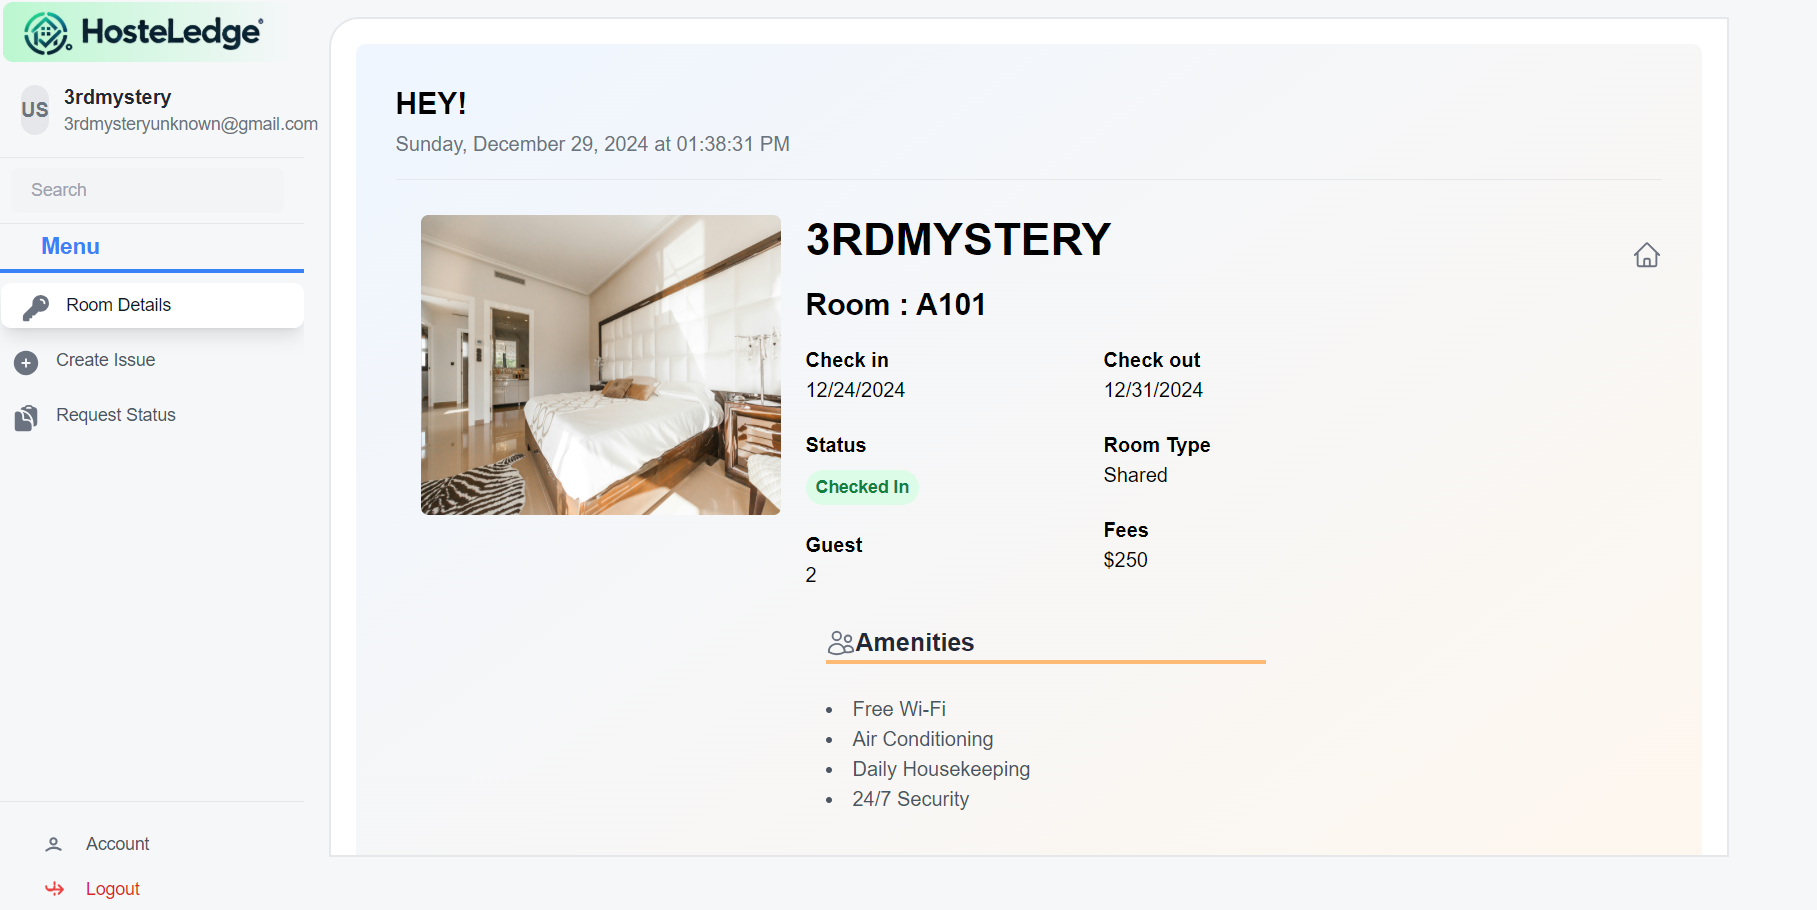 HosteLedge
US
3rdmystery
3rdmysteryunknown@gmail.com
Search
Menu
Room Details
Create Issue
Request Status
Account
Logout
HEY!
Sunday, December 29, 2024 at 01:38:31 PM
3RDMYSTERY
Room : A101
Check in
12/24/2024
Check out
12/31/2024
Status
Checked In
Room Type
Shared
Guest
2
Fees
$250
Amenities
• Free Wi-Fi
• Air Conditioning
• Daily Housekeeping
• 24/7 Security